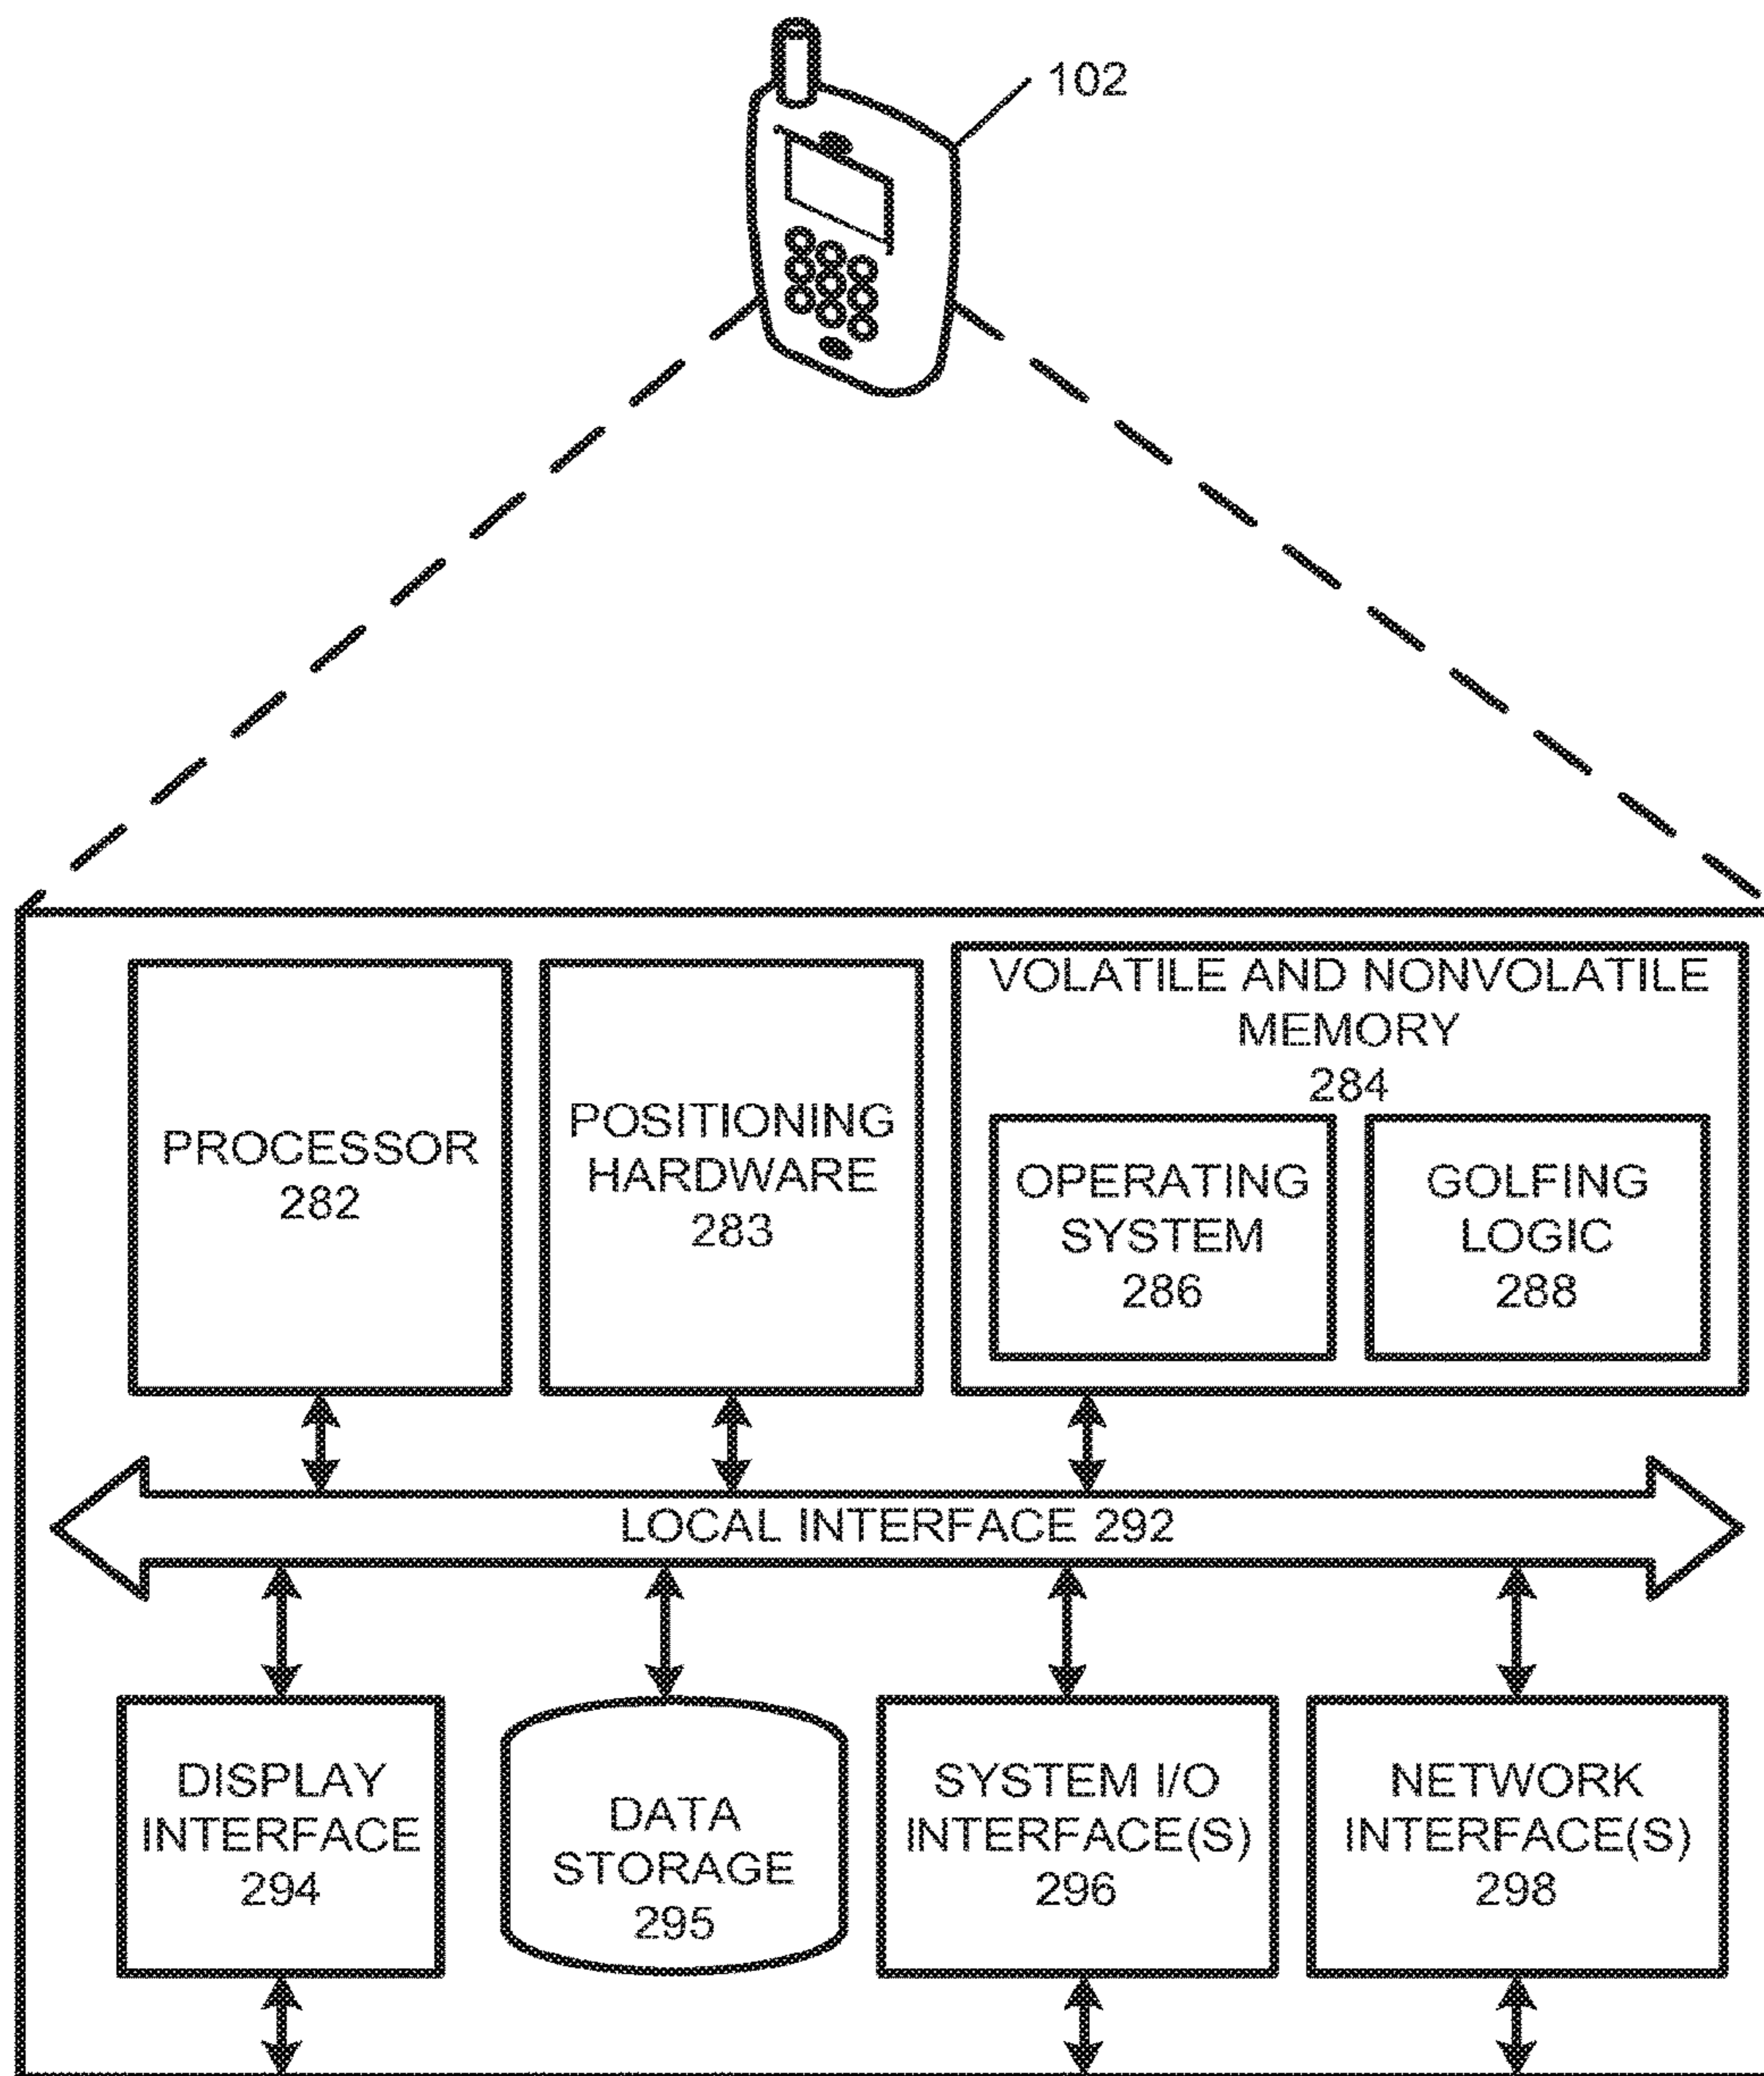 102
PROCESSOR
282
POSITIONING
HARDWARE
283
VOLATILE AND NONVOLATILE
MEMORY
284
OPERATING
SYSTEM
286
GOLFING
LOGIC
288
LOCAL INTERFACE 292
DISPLAY
INTERFACE
294
DATA
STORAGE
295
SYSTEM I/O
INTERFACE(S)
296
NETWORK
INTERFACE(S)
298